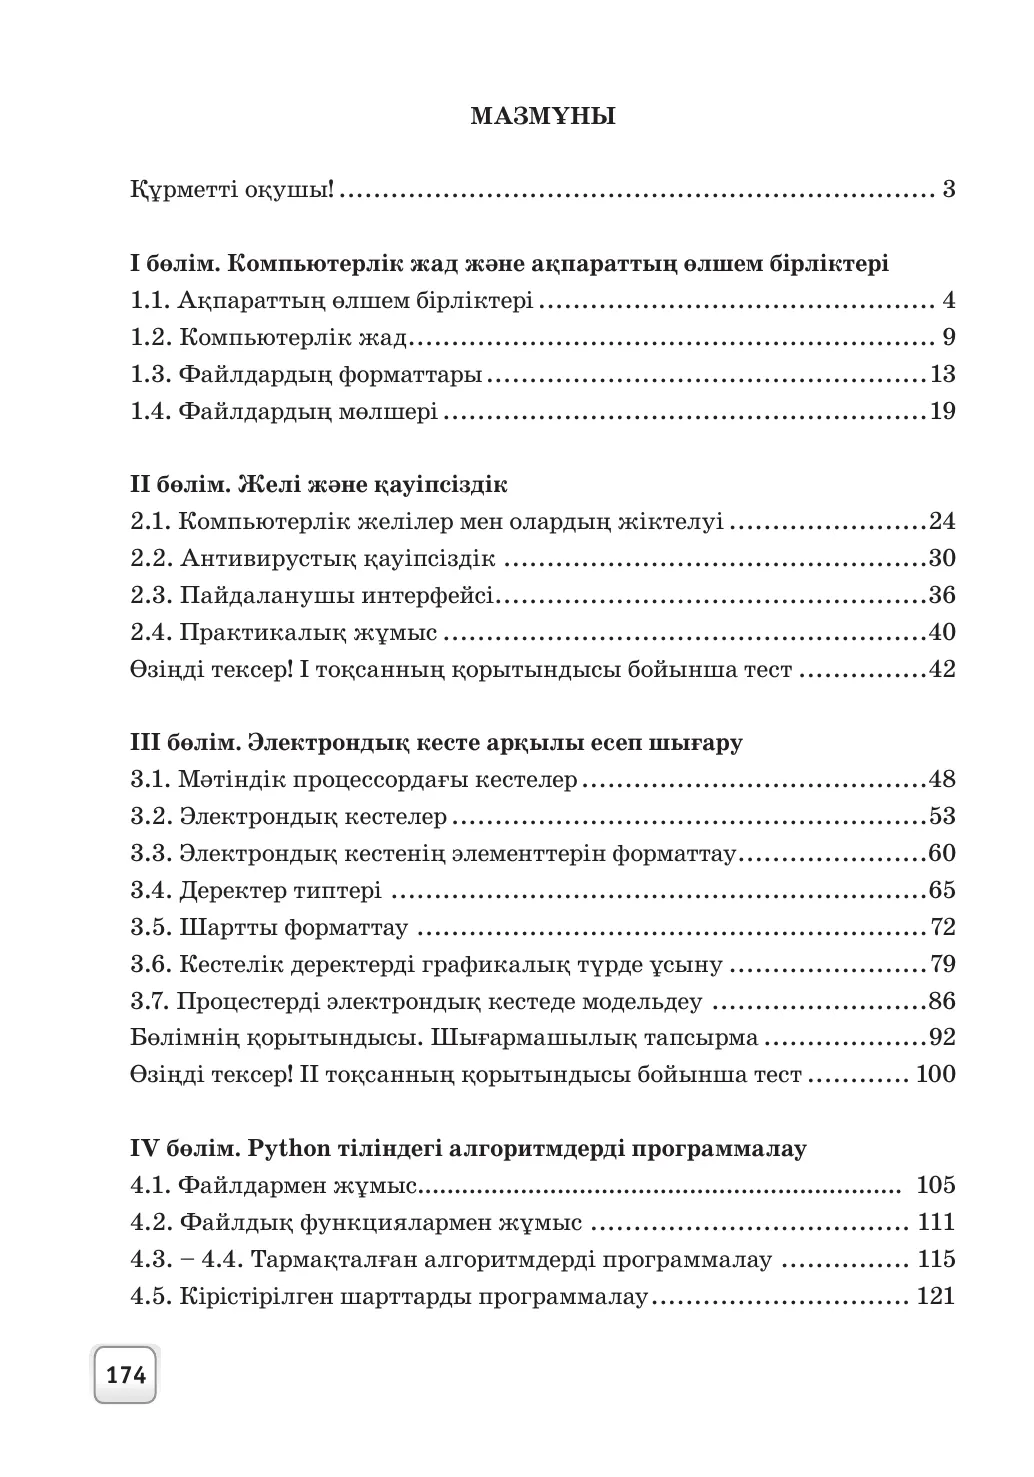 МАЗМҰНЫ
Құрметті оқушы!..................................................................... 3
I бөлім. Компьютерлік жад және ақпараттың өлшем бірліктері
1.1. Ақпараттың өлшем бірліктері.............................................. 4
1.2. Компьютерлік жад............................................................. 9
1.3. Файлдардың форматтары...................................................13
1.4. Файлдардың мөлшері........................................................19
II бөлім. Желі және қауіпсіздік
2.1. Компьютерлік желілер мен олардың жіктелуі.......................24
2.2. Антивирустық қауіпсіздік .................................................30
2.3. Пайдаланушы интерфейсі..................................................36
2.4. Практикалық жұмыс........................................................40
Өзіңді тексер! I тоқсанның қорытындысы бойынша тест ...............42
III бөлім. Электрондық кесте арқылы есеп шығару
3.1. Мәтіндік процессордағы кестелер........................................48
3.2. Электрондық кестелер.......................................................53
3.3. Электрондық кестенің элементтерін форматтау......................60
3.4. Деректер типтері ..............................................................65
3.5. Шартты форматтау ...........................................................72
3.6. Кестелік деректерді графикалық түрде ұсыну .......................79
3.7. Процестерді электрондық кестеде модельдеу .........................86
Бөлімнің қорытындысы. Шығармашылық тапсырма...................92
Өзіңді тексер! II тоқсанның қорытындысы бойынша тест ............ 100
IV бөлім. Python тіліндегі алгоритмдерді программалау
4.1. Файлдармен жұмыс................................................................. 105
4.2. Файлдық функциялармен жұмыс ..................................... 111
4.3. – 4.4. Тармақталған алгоритмдерді программалау ............... 115
4.5. Кірістірілген шарттарды программалау.............................. 121
174